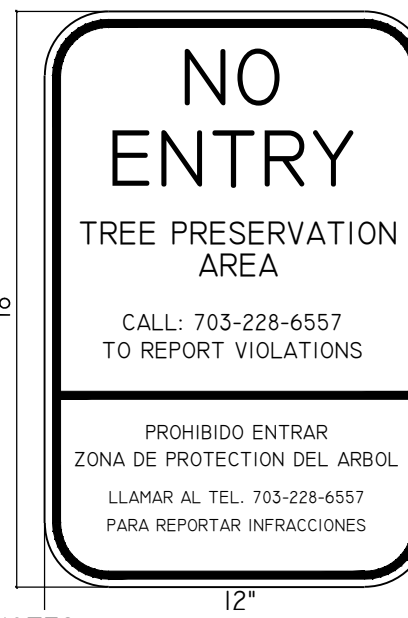 NO
ENTRY
TREE PRESERVATION
AREA
CALL: 703-228-6557
TO REPORT VIOLATIONS
PROHIBIDO ENTRAR
ZONA DE PROTECTION DEL ARBOL
LLAMAR AL TEL. 703-228-6557
PARA REPORTAR INFRACCIONES
12"